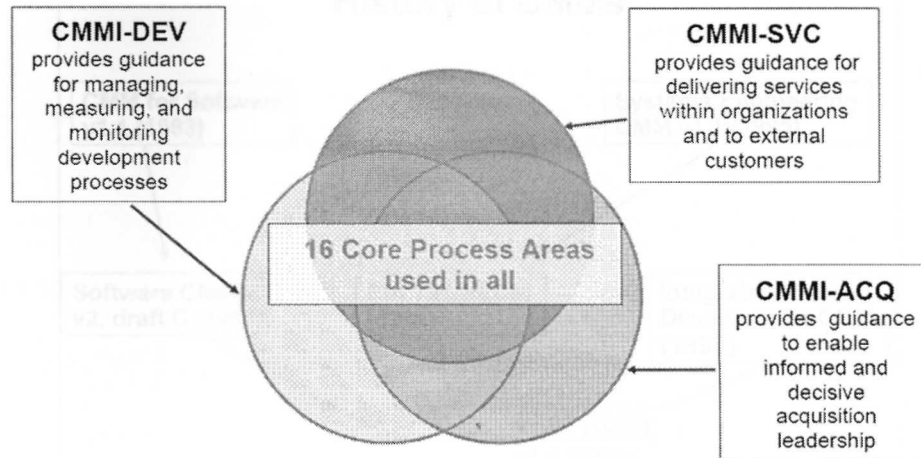 CMMI-DEV
provides guidance
for managing,
measuring, and
monitoring
development
processes
CMMI-SVC
provides guidance for
delivering services
within organizations
and to external
customers
16 Core Process Areas
used in all
CMMI-ACQ
provides guidance
to enable
informed and
decisive
acquisition
leadership